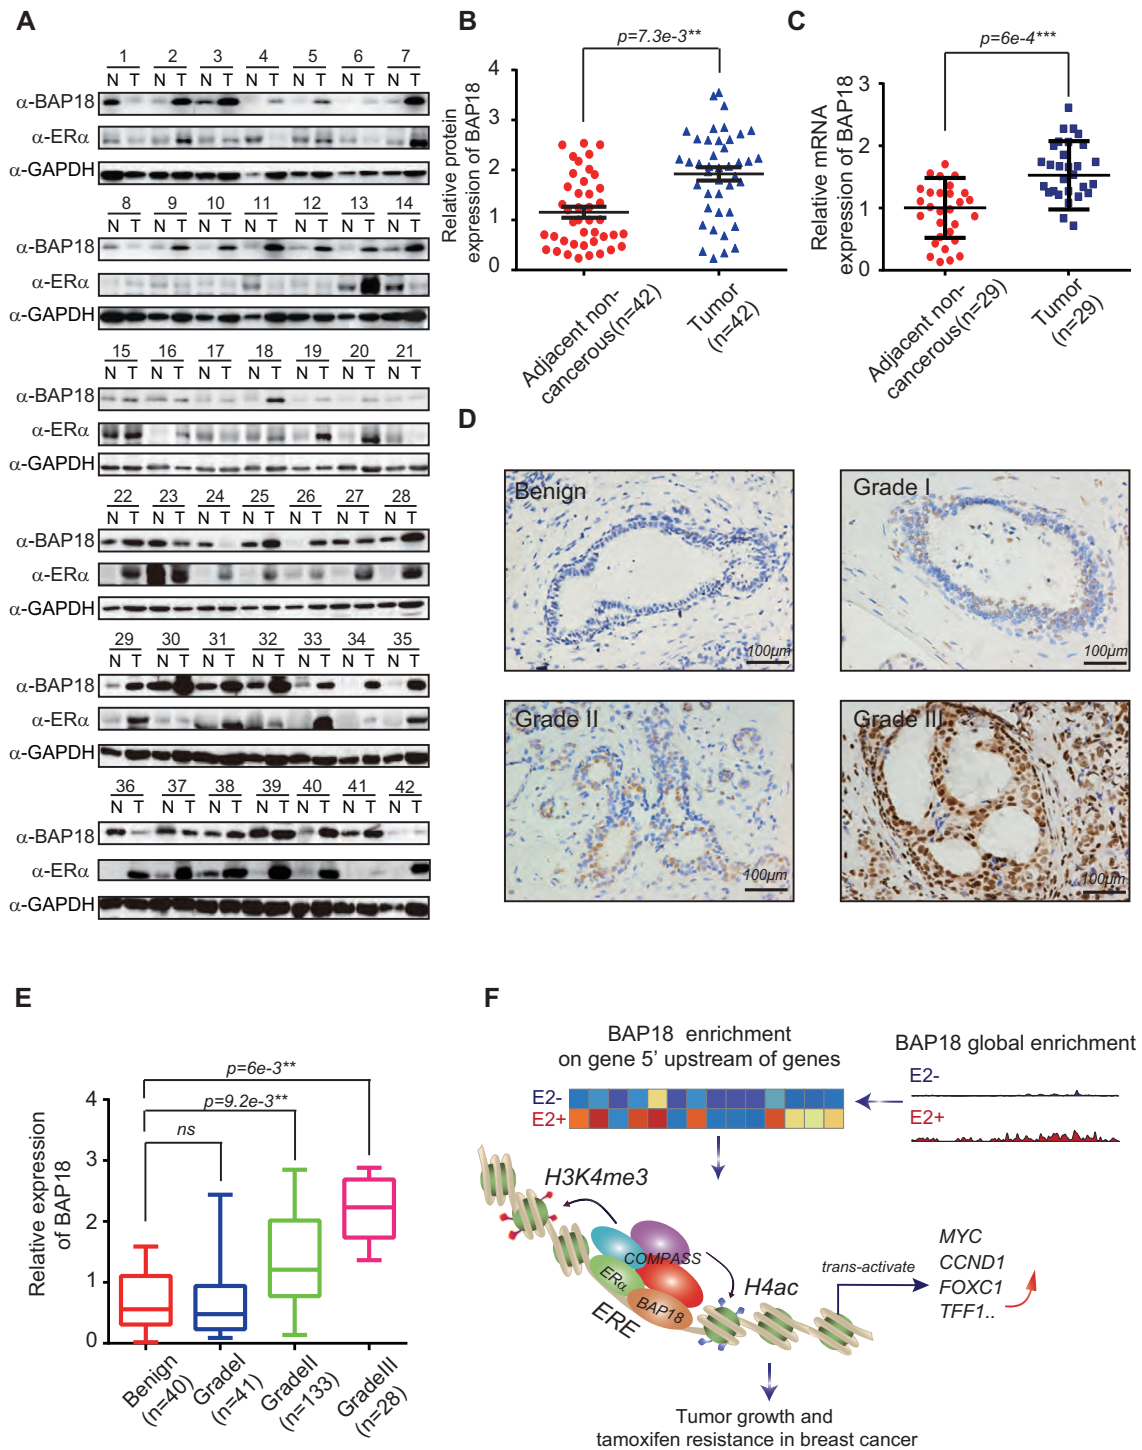 A
1 2 3 4 5 6 7
N T N T N T N T N T N T N T
α-BAP18
α-ERα
α-GAPDH
8 9 10 11 12 13 14
N T N T N T N T N T N T N T
α-BAP18
α-ERα
α-GAPDH
15 16 17 18 19 20 21
N T N T N T N T N T N T N T
α-BAP18
α-ERα
α-GAPDH
22 23 24 25 26 27 28
N T N T N T N T N T N T N T
α-BAP18
α-ERα
α-GAPDH
29 30 31 32 33 34 35
N T N T N T N T N T N T N T
α-BAP18
α-ERα
α-GAPDH
36 37 38 39 40 41 42
N T N T N T N T N T N T N T
α-BAP18
α-ERα
α-GAPDH
B
p=7.3e-3**
Relative protein
expression of BAP18
4
3
2
1
0
Adjacent non-
cancerous(n=42)
Tumor
(n=42)
C
p=6e-4***
Relative mRNA
expression of BAP18
3
2
1
0
Adjacent non-
cancerous(n=29)
Tumor
(n=29)
D
Benign
100μm
Grade I
100μm
Grade II
100μm
Grade III
100μm
E
p=6e-3**
p=9.2e-3**
ns
Relative expression
of BAP18
4
3
2
1
0
Benign
(n=40)
GradeI
(n=41)
GradeII
(n=133)
GradeIII
(n=28)
F
BAP18 enrichment
on gene 5' upstream of genes
E2-
E2+
BAP18 global enrichment
E2-
E2+
H3K4me3
COMPASS
ERα
BAP18
ERE
H4ac
trans-activate
MYC
CCND1
FOXC1
TFF1..
Tumor growth and
tamoxifen resistance in breast cancer